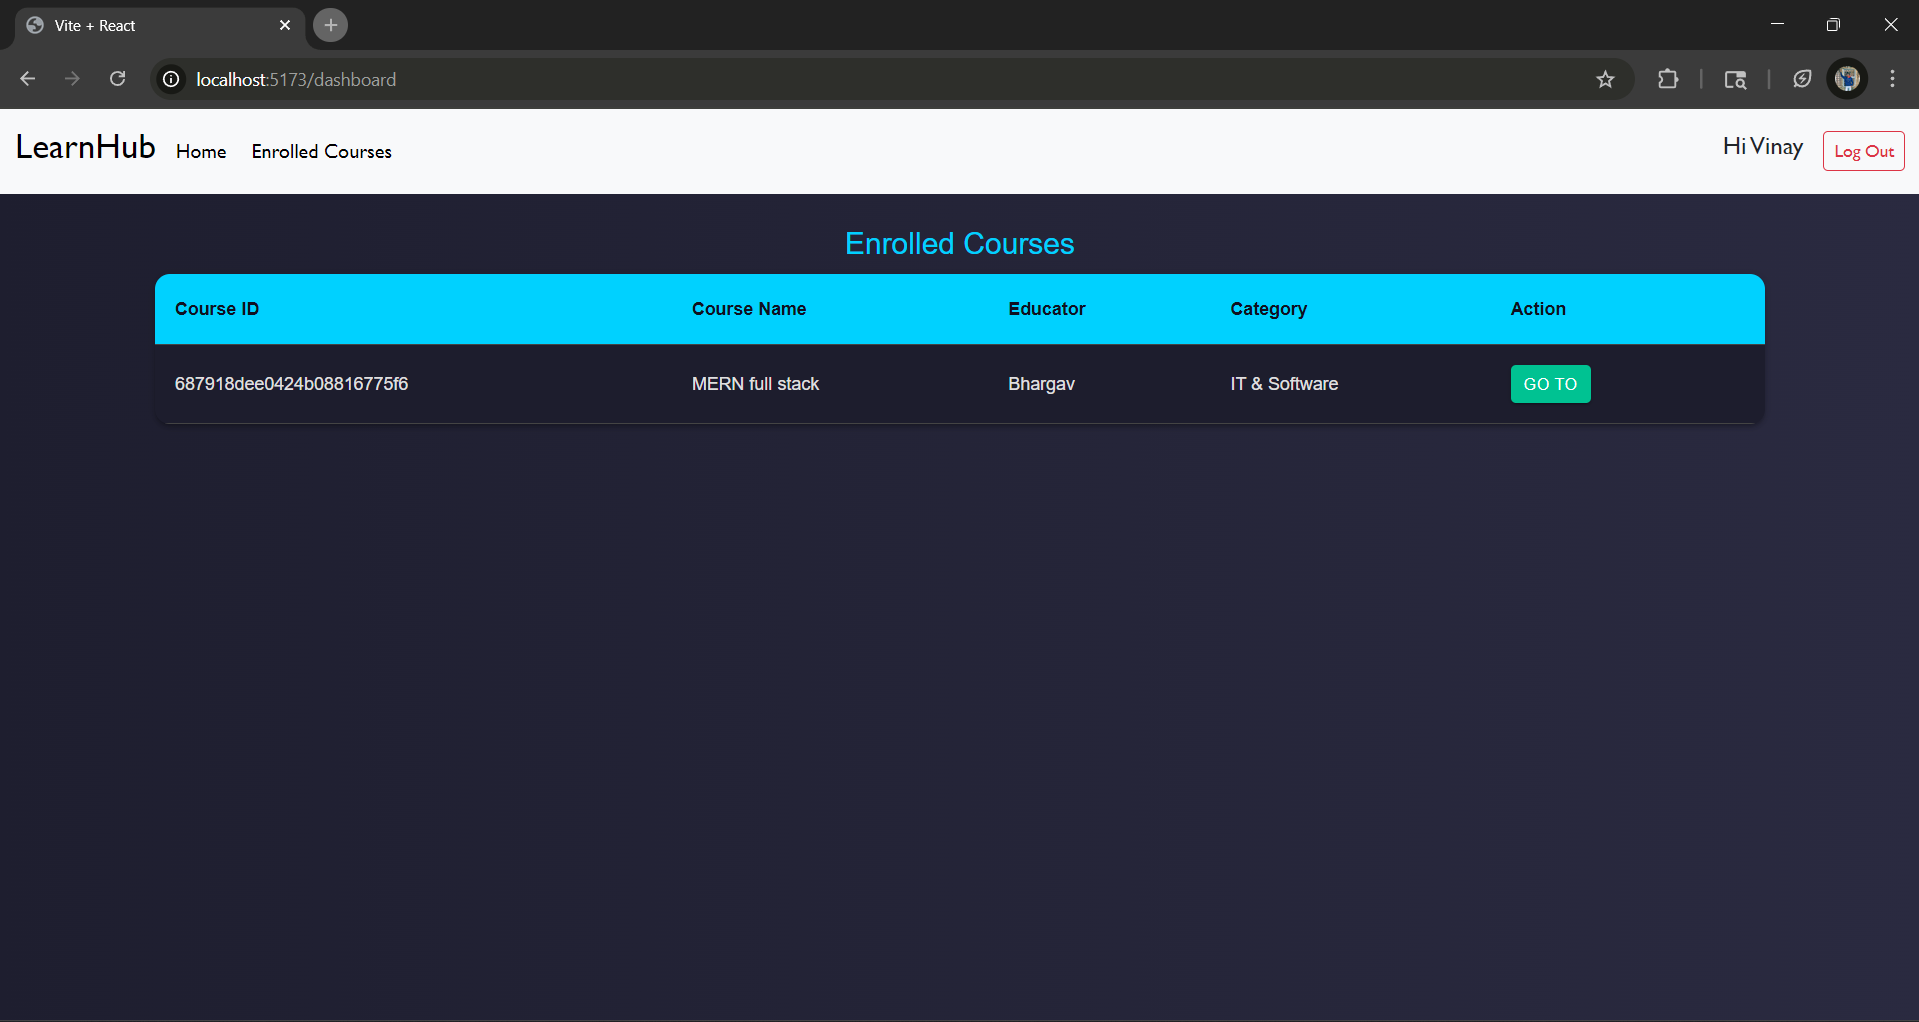 Vite + React
localhost:5173/dashboard
LearnHub Home Enrolled Courses Hi Vinay Log Out
Enrolled Courses
Course ID Course Name Educator Category Action
687918dee0424b08816775f6 MERN full stack Bhargav IT & Software GO TO